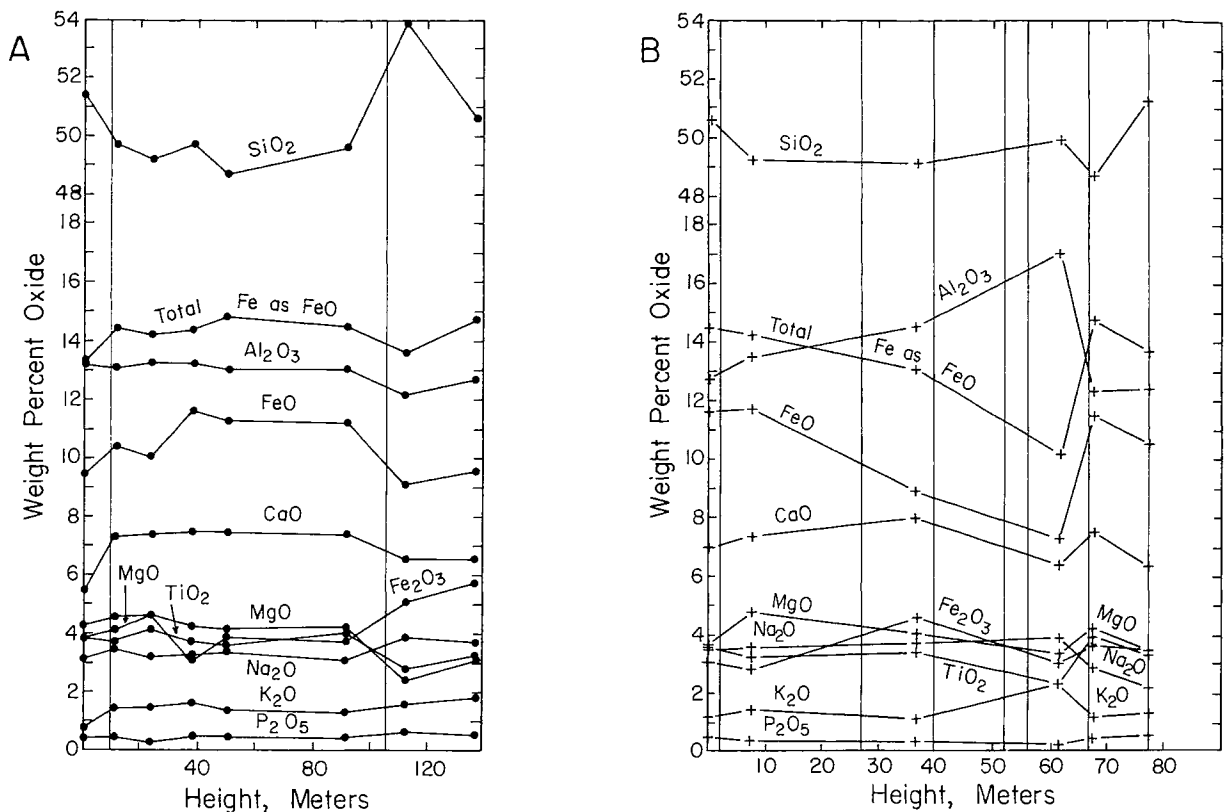 A
Weight Percent Oxide
54
52
50
48
18
16
14
12
10
8
6
4
2
0
SiO2
Total Fe as FeO
Al2O3
FeO
CaO
MgO
TiO2
Fe2O3
MgO
Na2O
K2O
P2O5
40
80
120
Height, Meters
B
Weight Percent Oxide
54
52
50
48
18
16
14
12
10
8
6
4
2
0
SiO2
Al2O3
Total Fe as FeO
FeO
CaO
MgO
Fe2O3
MgO
Na2O
Na2O
TiO2
K2O
K2O
P2O5
10
20
30
40
50
60
70
80
Height, Meters